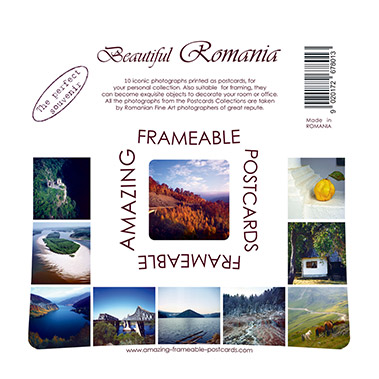 Beautiful Romania
The perfect
souvenir
10 iconic photographs printed as postcards, for
your personal collection. Also suitable for framing, they
can become exquisite objects to decorate your room or office.
All the photographs from the Postcards Collections are taken
by Romanian Fine Art photographers of great repute.
9 020172 678013
Made in
ROMANIA
FRAMEABLE
POSTCARDS
AMAZING
FRAMEABLE
www.amazing-frameable-postcards.com